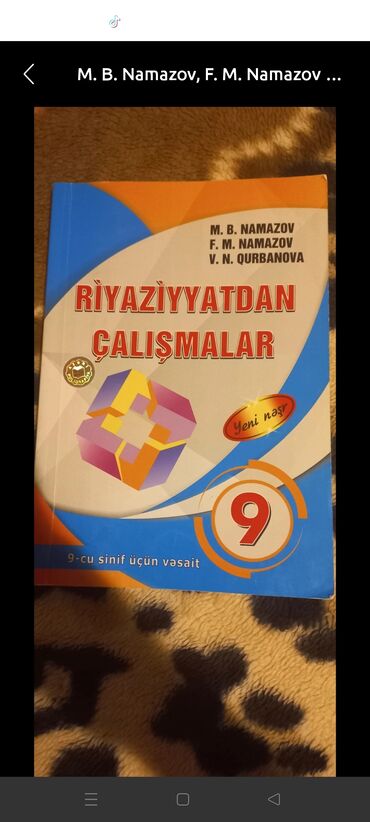 M. B. Namazov, F. M. Namazov ...
M. B. NAMAZOV
F. M. NAMAZOV
V. N. QURBANOVA
RİYAZİYYATDAN
ÇALIŞMALAR
Yeni nəşr
9
9-cu sinif üçün vəsait